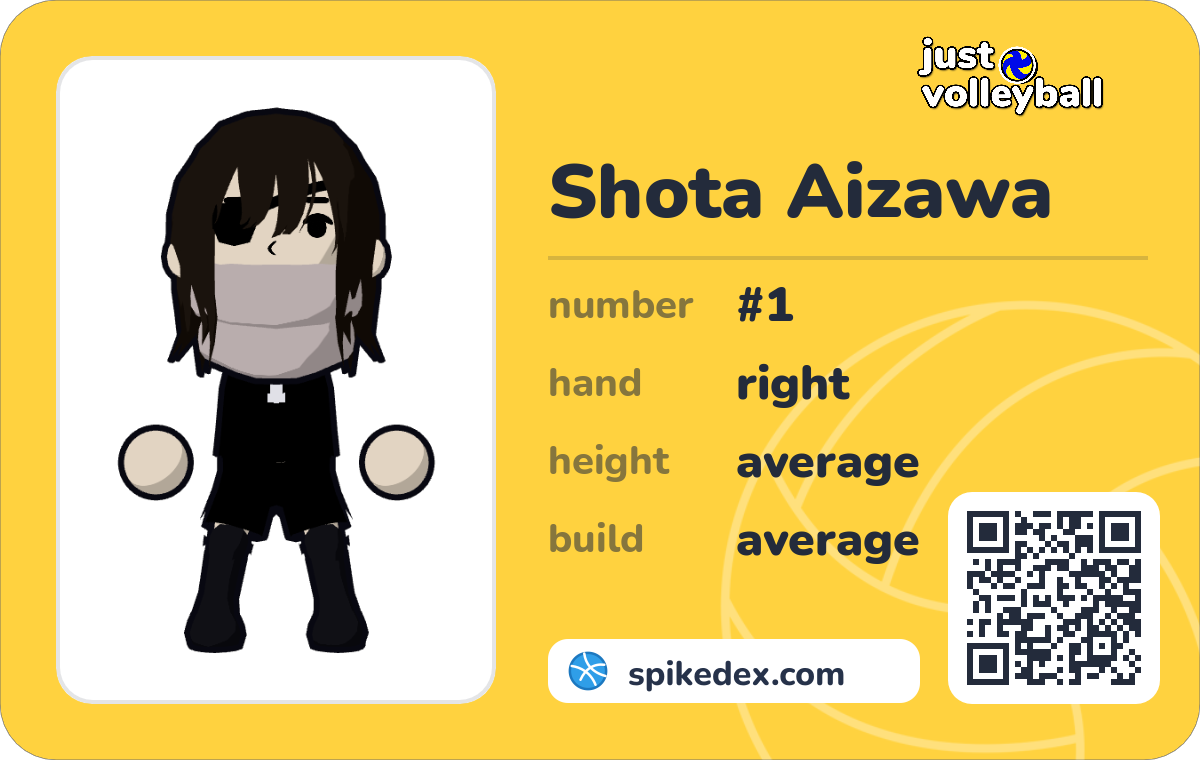 just
volleyball
Shota Aizawa
number #1
hand right
height average
build average
spikedex.com